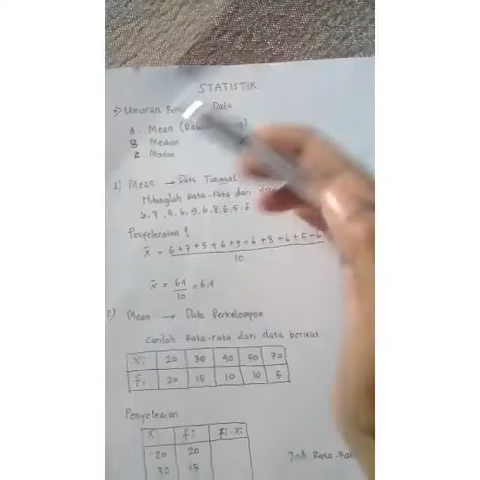 STATISTIK
Ukuran Data
A. Mean
B Median
C. Modus
1) Mean → Data Tunggal
Hitunglah Rata-rata dari
6,7,5,6,9,6,8,6,5,6
Penyelesaian :
x̄ = 6+7+5+6+9+6+8+6+5+6
10
x̄ = 64 = 6.4
10
2) Mean → Data Perkelompok
Carilah Rata-rata dari data berikut
Xi 20 30 40 50 70
Fi 20 15 10 10 5
Penyelesaian
Xi fi Fi-Xi
20 20
30 15
Jadi Rata-Rat